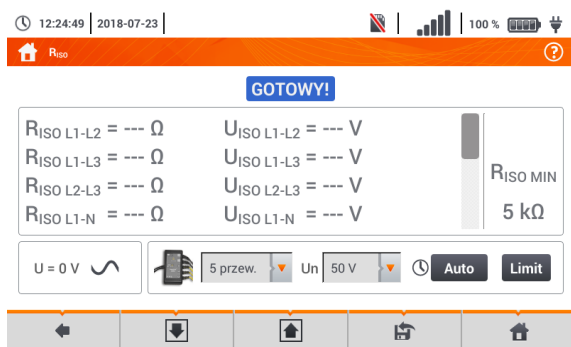 12:24:49 2018-07-23 100 %
RISO ?
GOTOWY!
RISO L1-L2 = --- Ω UISO L1-L2 = --- V
RISO L1-L3 = --- Ω UISO L1-L3 = --- V
RISO L2-L3 = --- Ω UISO L2-L3 = --- V
RISO L1-N = --- Ω UISO L1-N = --- V
RISO MIN
5 kΩ
U = 0 V 5 przew. Un 50 V Auto Limit